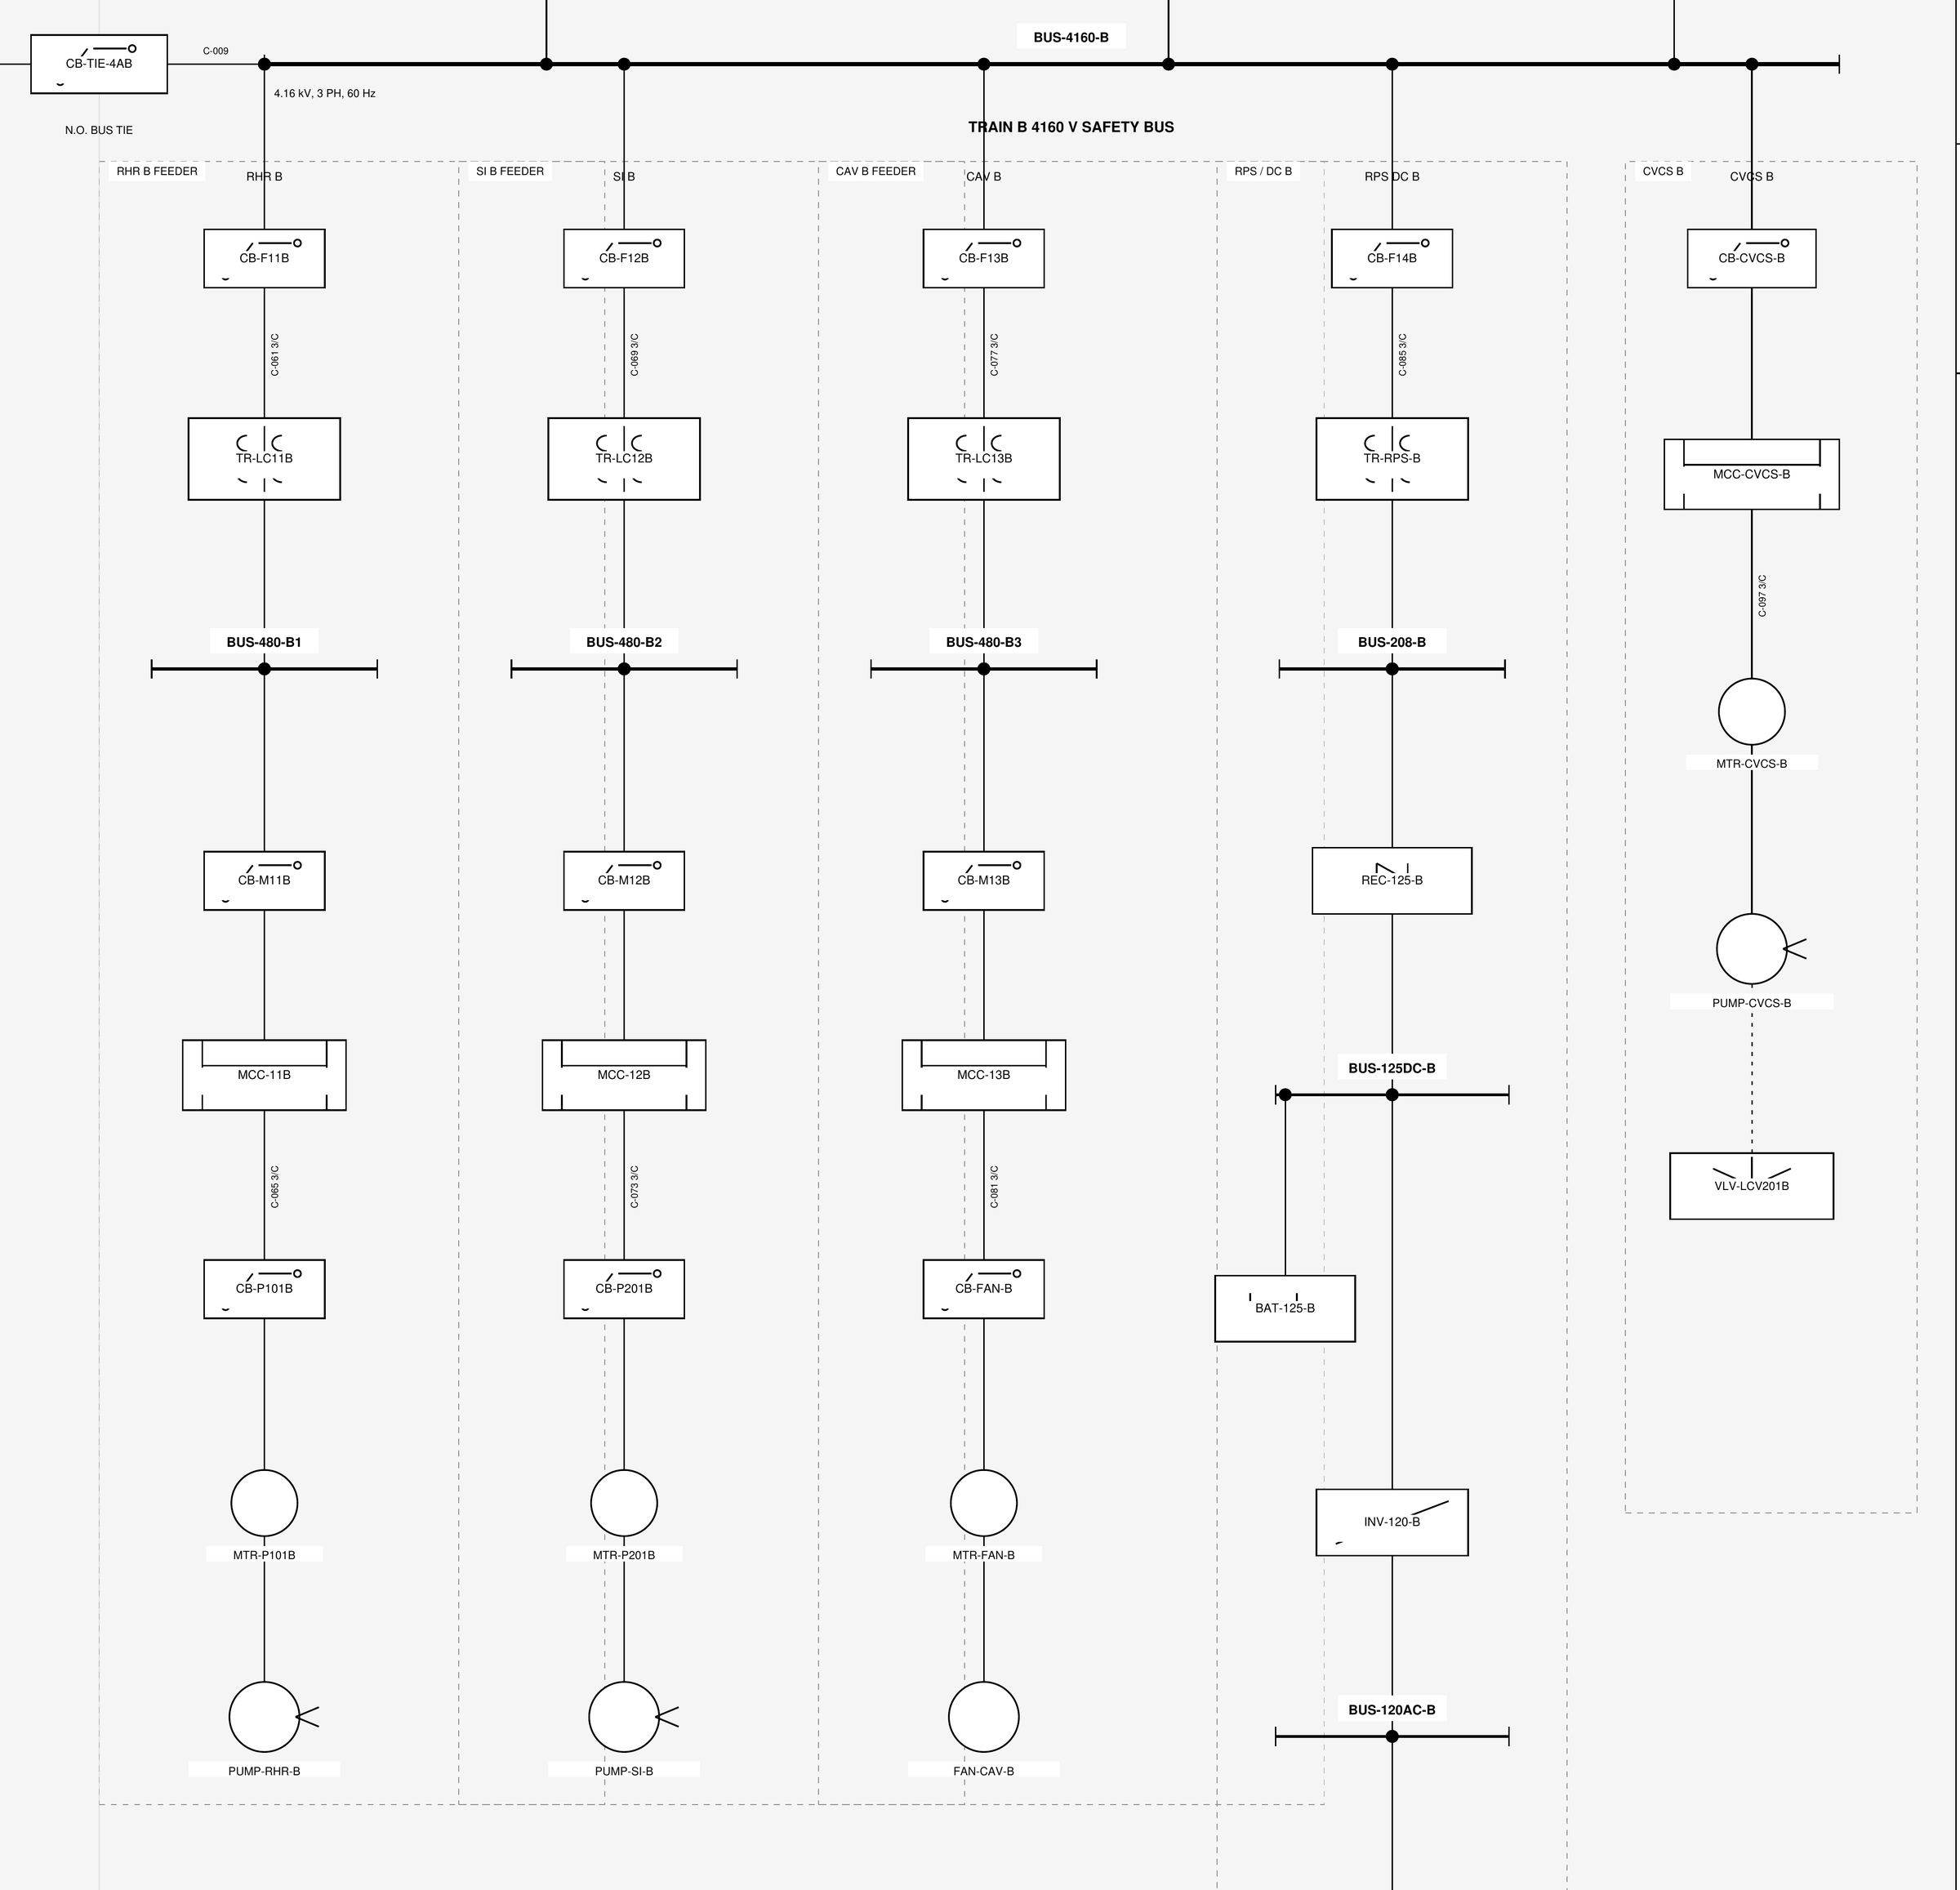 BUS-4160-B
C-009
CB-TIE-4AB
4.16 kV, 3 PH, 60 Hz
N.O. BUS TIE
TRAIN B 4160 V SAFETY BUS
RHR B FEEDER
RHR B
SI B FEEDER
SI B
CAV B FEEDER
CAV B
RPS / DC B
RPS DC B
CVCS B
CVCS B
CB-F11B
CB-F12B
CB-F13B
CB-F14B
CB-CVCS-B
C-061 3/C
C-069 3/C
C-077 3/C
C-085 3/C
TR-LC11B
TR-LC12B
TR-LC13B
TR-RPS-B
MCC-CVCS-B
C-097 3/C
BUS-480-B1
BUS-480-B2
BUS-480-B3
BUS-208-B
MTR-CVCS-B
CB-M11B
CB-M12B
CB-M13B
REC-125-B
PUMP-CVCS-B
MCC-11B
MCC-12B
MCC-13B
BUS-125DC-B
C-065 3/C
C-073 3/C
C-081 3/C
VLV-LCV201B
CB-P101B
CB-P201B
CB-FAN-B
BAT-125-B
INV-120-B
MTR-P101B
MTR-P201B
MTR-FAN-B
BUS-120AC-B
PUMP-RHR-B
PUMP-SI-B
FAN-CAV-B